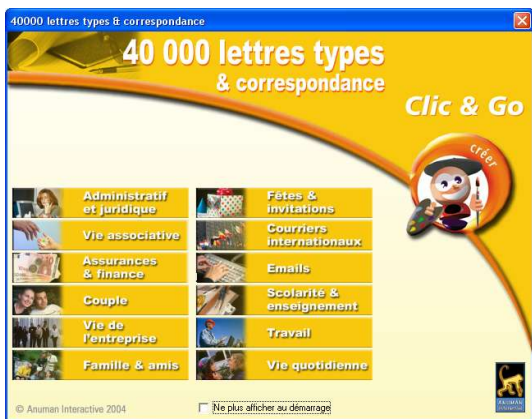 40000 lettres types & correspondance
40 000 lettres types
& correspondance
Clic & Go
créer
Administratif
et juridique
Fêtes &
invitations
Vie associative
Courriers
internationaux
Assurances
& finance
Emails
Couple
Scolarité &
enseignement
Vie de
l'entreprise
Travail
Famille & amis
Vie quotidienne
© Anuman Interactive 2004
Ne plus afficher au démarrage
ANUMAN